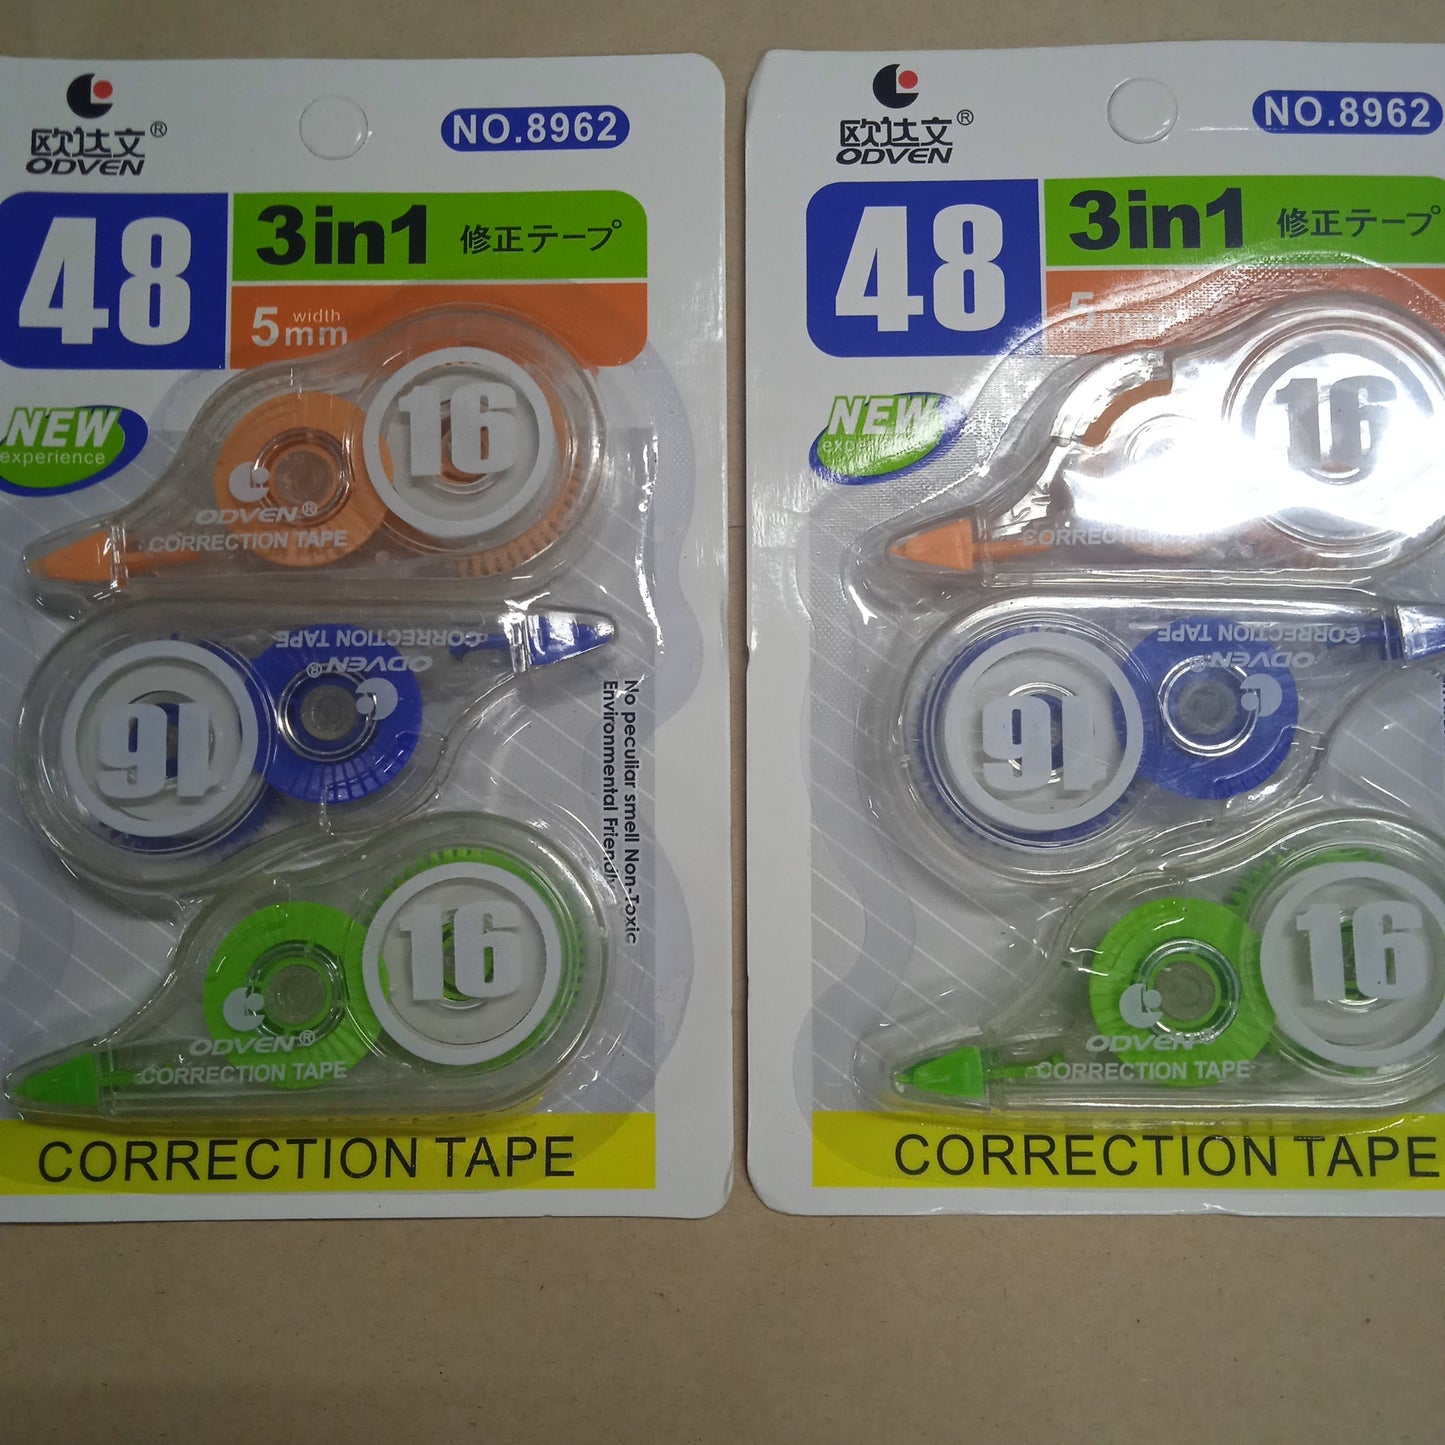 欧达文®
ODVEN
NO.8962
48
3in1 修正テープ
5mm
width
NEW
experience
16
ODVEN®
CORRECTION TAPE
CORRECTION TAPE
ODVEN®
16
No peculiar smell Non-Toxic
Environmental Friendly
16
ODVEN®
CORRECTION TAPE
CORRECTION TAPE
欧达文®
ODVEN
NO.8962
48
3in1 修正テープ
5
NEW
experience
16
CORRECTION
CORRECTION TAPE
ODVEN®
16
16
ODVEN
CORRECTION TAPE
CORRECTION TAPE